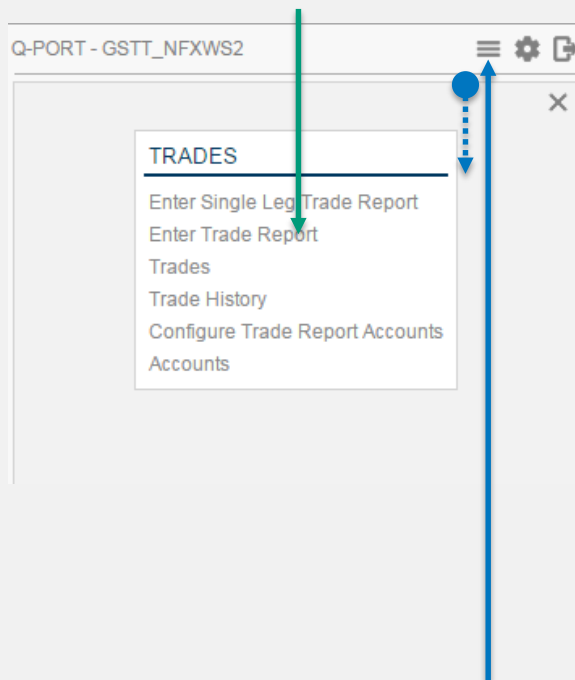 Q-PORT - GSTT_NFXWS2
TRADES
Enter Single Leg Trade Report
Enter Trade Report
Trades
Trade History
Configure Trade Report Accounts
Accounts